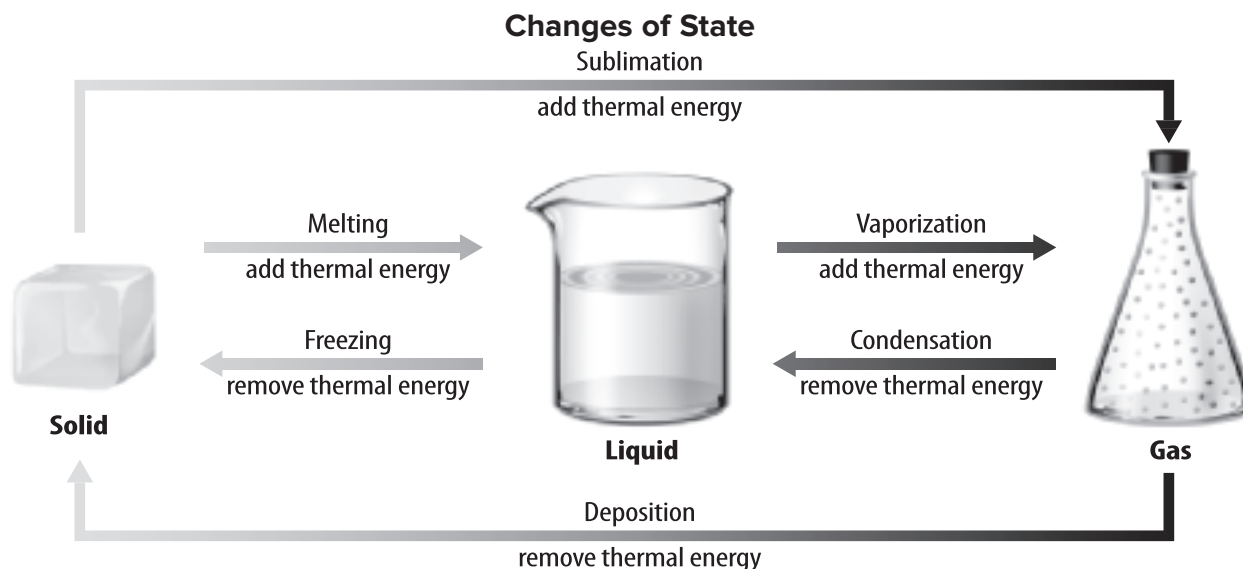 Changes of State
Sublimation
add thermal energy
Melting
add thermal energy
Vaporization
add thermal energy
Freezing
remove thermal energy
Condensation
remove thermal energy
Solid
Liquid
Gas
Deposition
remove thermal energy